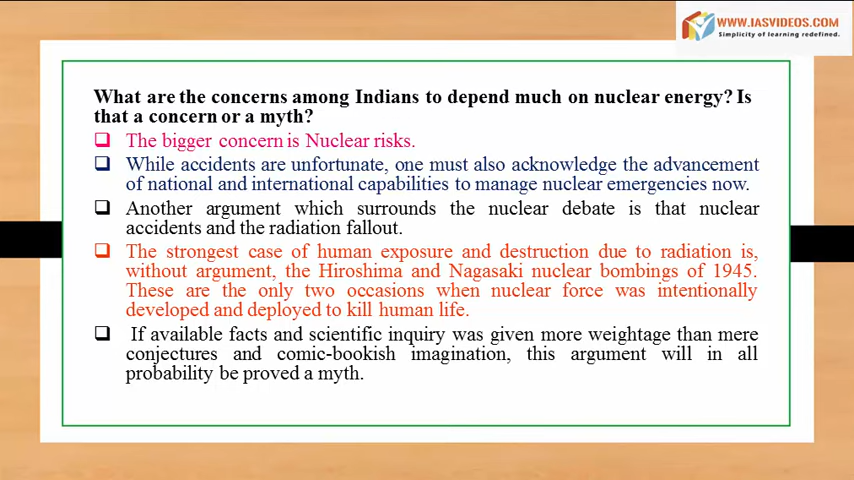 WWW.IASVIDEOS.COM
Simplicity of learning redefined.
What are the concerns among Indians to depend much on nuclear energy? Is
that a concern or a myth?
The bigger concern is Nuclear risks.
While accidents are unfortunate, one must also acknowledge the advancement
of national and international capabilities to manage nuclear emergencies now.
Another argument which surrounds the nuclear debate is that nuclear
accidents and the radiation fallout.
The strongest case of human exposure and destruction due to radiation is,
without argument, the Hiroshima and Nagasaki nuclear bombings of 1945.
These are the only two occasions when nuclear force was intentionally
developed and deployed to kill human life.
If available facts and scientific inquiry was given more weightage than mere
conjectures and comic-bookish imagination, this argument will in all
probability be proved a myth.